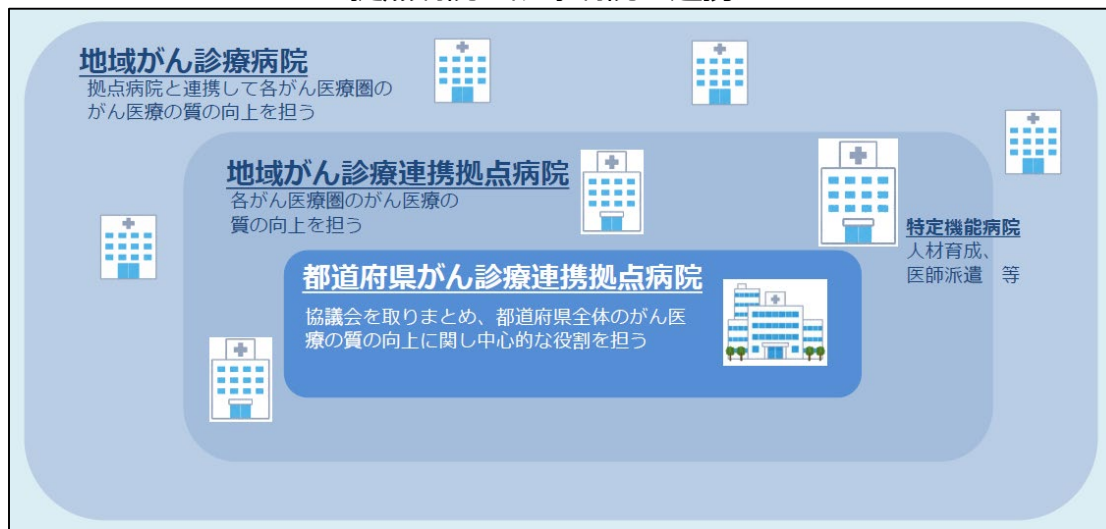 地域がん診療病院
拠点病院と連携して各がん医療圏の
がん医療の質の向上を担う
地域がん診療連携拠点病院
各がん医療圏のがん医療の
質の向上を担う
特定機能病院
人材育成、
医師派遣　等
都道府県がん診療連携拠点病院
協議会を取りまとめ、都道府県全体のがん医
療の質の向上に関し中心的な役割を担う